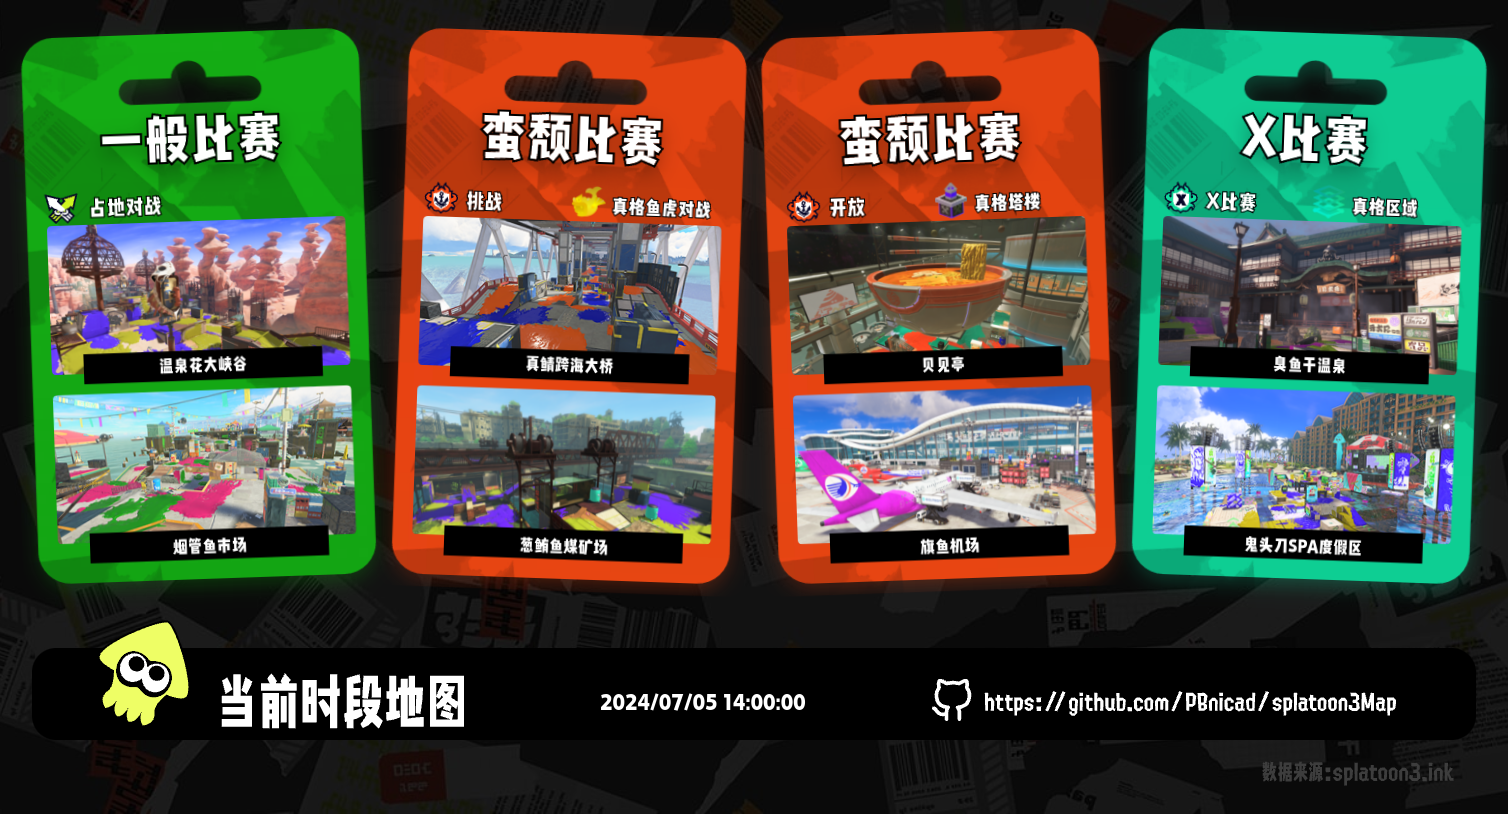 一般比赛
占地对战
温泉花大峡谷
烟管鱼市场
蛮颓比赛
挑战
真格鱼虎对战
真鲭跨海大桥
葱鲔鱼煤矿场
蛮颓比赛
开放
真格塔楼
贝见亭
旗鱼机场
X比赛
X比赛
真格区域
臭鱼干温泉
鬼头刀SPA度假区
当前时段地图
2024/07/05 14:00:00
https://github.com/PBnicad/splatoon3Map
数据来源:splatoon3.ink